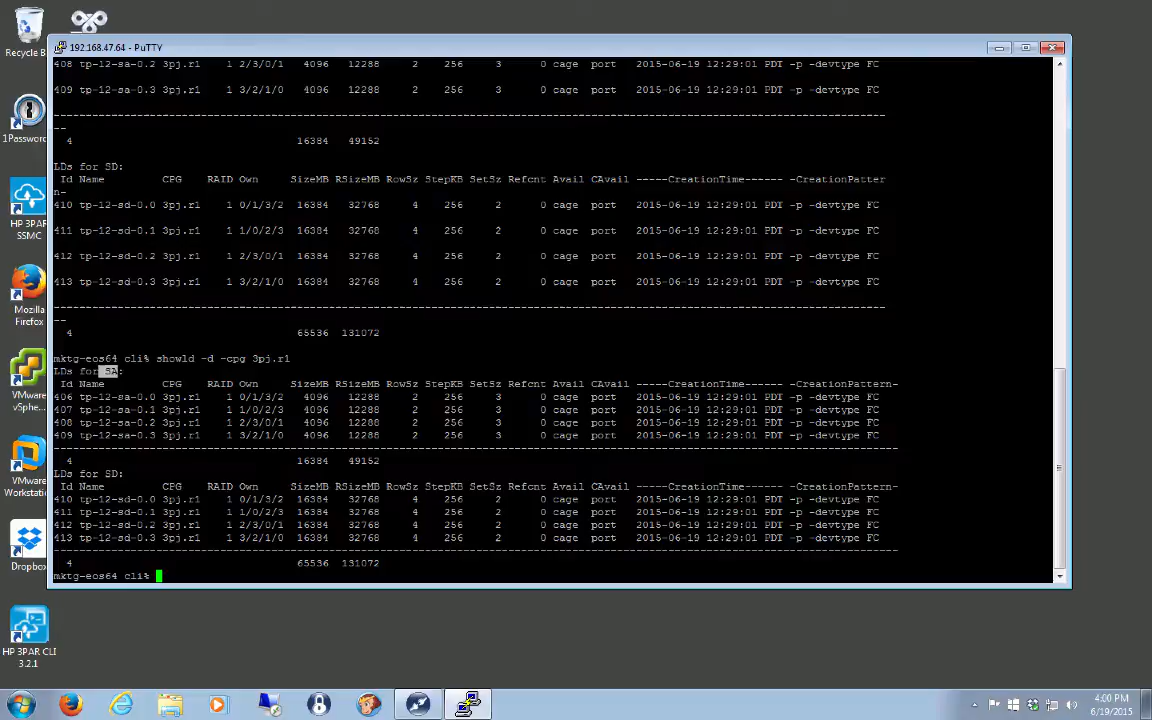 Recycle B
192.168.47.64 - PuTTY
408 tp-12-sa-0.2 3pj.r1 1 2/3/0/1 4096 12288 2 256 3 0 cage port 2015-06-19 12:29:01 PDT -p -devtype FC
409 tp-12-sa-0.3 3pj.r1 1 3/2/1/0 4096 12288 2 256 3 0 cage port 2015-06-19 12:29:01 PDT -p -devtype FC
--
4 16384 49152
LDs for SD:
Id Name CPG RAID Own SizeMB RSizeMB RowSz StepKB SetSz Refcnt Avail CAvail -----CreationTime------ -CreationPatter
n-
410 tp-12-sd-0.0 3pj.r1 1 0/1/3/2 16384 32768 4 256 2 0 cage port 2015-06-19 12:29:01 PDT -p -devtype FC
411 tp-12-sd-0.1 3pj.r1 1 1/0/2/3 16384 32768 4 256 2 0 cage port 2015-06-19 12:29:01 PDT -p -devtype FC
412 tp-12-sd-0.2 3pj.r1 1 2/3/0/1 16384 32768 4 256 2 0 cage port 2015-06-19 12:29:01 PDT -p -devtype FC
413 tp-12-sd-0.3 3pj.r1 1 3/2/1/0 16384 32768 4 256 2 0 cage port 2015-06-19 12:29:01 PDT -p -devtype FC
--
4 65536 131072
mktg-eos64 cli% showld -d -cpg 3pj.r1
LDs for SA:
Id Name CPG RAID Own SizeMB RSizeMB RowSz StepKB SetSz Refcnt Avail CAvail -----CreationTime------ -CreationPattern-
406 tp-12-sa-0.0 3pj.r1 1 0/1/3/2 4096 12288 2 256 3 0 cage port 2015-06-19 12:29:01 PDT -p -devtype FC
407 tp-12-sa-0.1 3pj.r1 1 1/0/2/3 4096 12288 2 256 3 0 cage port 2015-06-19 12:29:01 PDT -p -devtype FC
408 tp-12-sa-0.2 3pj.r1 1 2/3/0/1 4096 12288 2 256 3 0 cage port 2015-06-19 12:29:01 PDT -p -devtype FC
409 tp-12-sa-0.3 3pj.r1 1 3/2/1/0 4096 12288 2 256 3 0 cage port 2015-06-19 12:29:01 PDT -p -devtype FC
4 16384 49152
LDs for SD:
Id Name CPG RAID Own SizeMB RSizeMB RowSz StepKB SetSz Refcnt Avail CAvail -----CreationTime------ -CreationPattern-
410 tp-12-sd-0.0 3pj.r1 1 0/1/3/2 16384 32768 4 256 2 0 cage port 2015-06-19 12:29:01 PDT -p -devtype FC
411 tp-12-sd-0.1 3pj.r1 1 1/0/2/3 16384 32768 4 256 2 0 cage port 2015-06-19 12:29:01 PDT -p -devtype FC
412 tp-12-sd-0.2 3pj.r1 1 2/3/0/1 16384 32768 4 256 2 0 cage port 2015-06-19 12:29:01 PDT -p -devtype FC
413 tp-12-sd-0.3 3pj.r1 1 3/2/1/0 16384 32768 4 256 2 0 cage port 2015-06-19 12:29:01 PDT -p -devtype FC
4 65536 131072
mktg-eos64 cli%
1Password
HP 3PAR
SSMC
Mozilla
Firefox
VMware
vSphe...
VMware
Workstatio...
Dropbox
HP 3PAR CLI
3.2.1
4:00 PM
6/19/2015